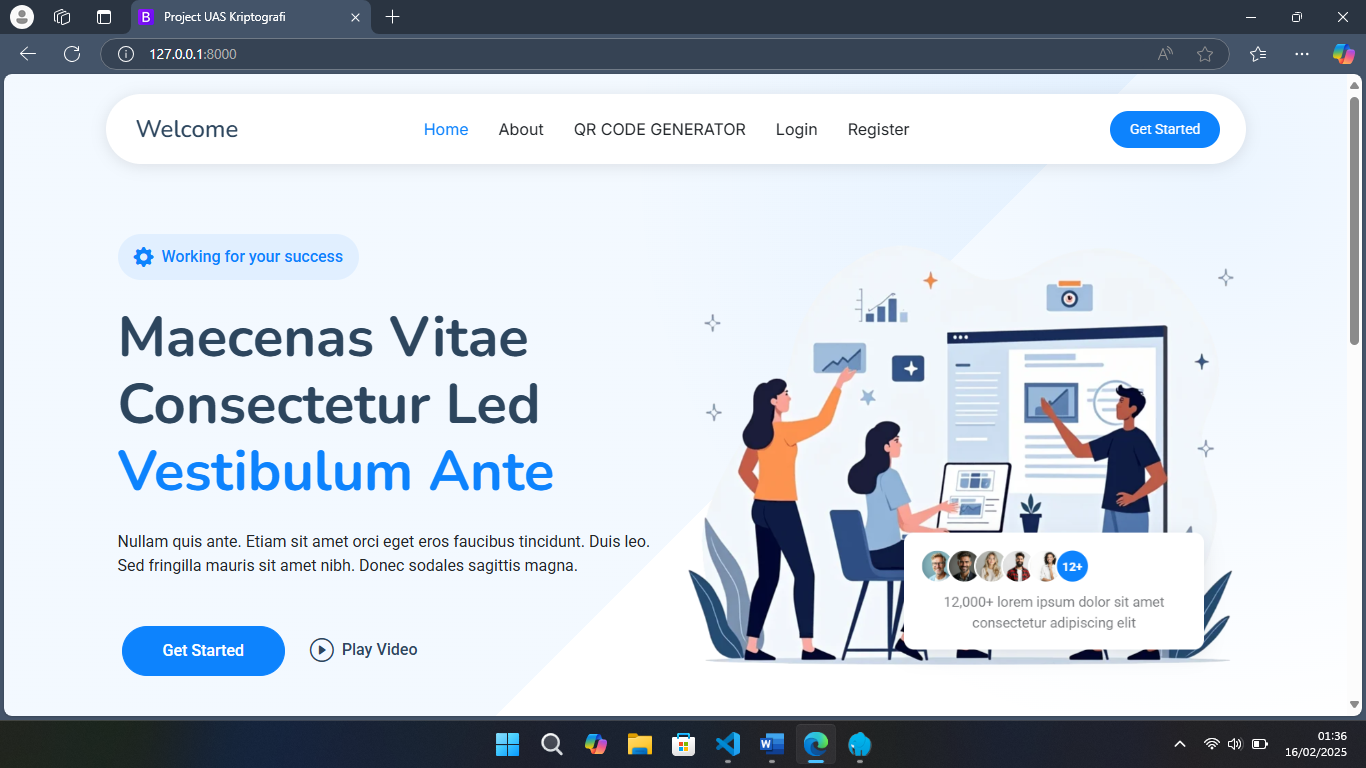 Project UAS Kriptografi
127.0.0.1:8000
Welcome
Home
About
QR CODE GENERATOR
Login
Register
Get Started
Working for your success
Maecenas Vitae
Consectetur Led
Vestibulum Ante
Nullam quis ante. Etiam sit amet orci eget eros faucibus tincidunt. Duis leo.
Sed fringilla mauris sit amet nibh. Donec sodales sagittis magna.
Get Started
Play Video
12+
12,000+ lorem ipsum dolor sit amet
consectetur adipiscing elit
01:36
16/02/2025